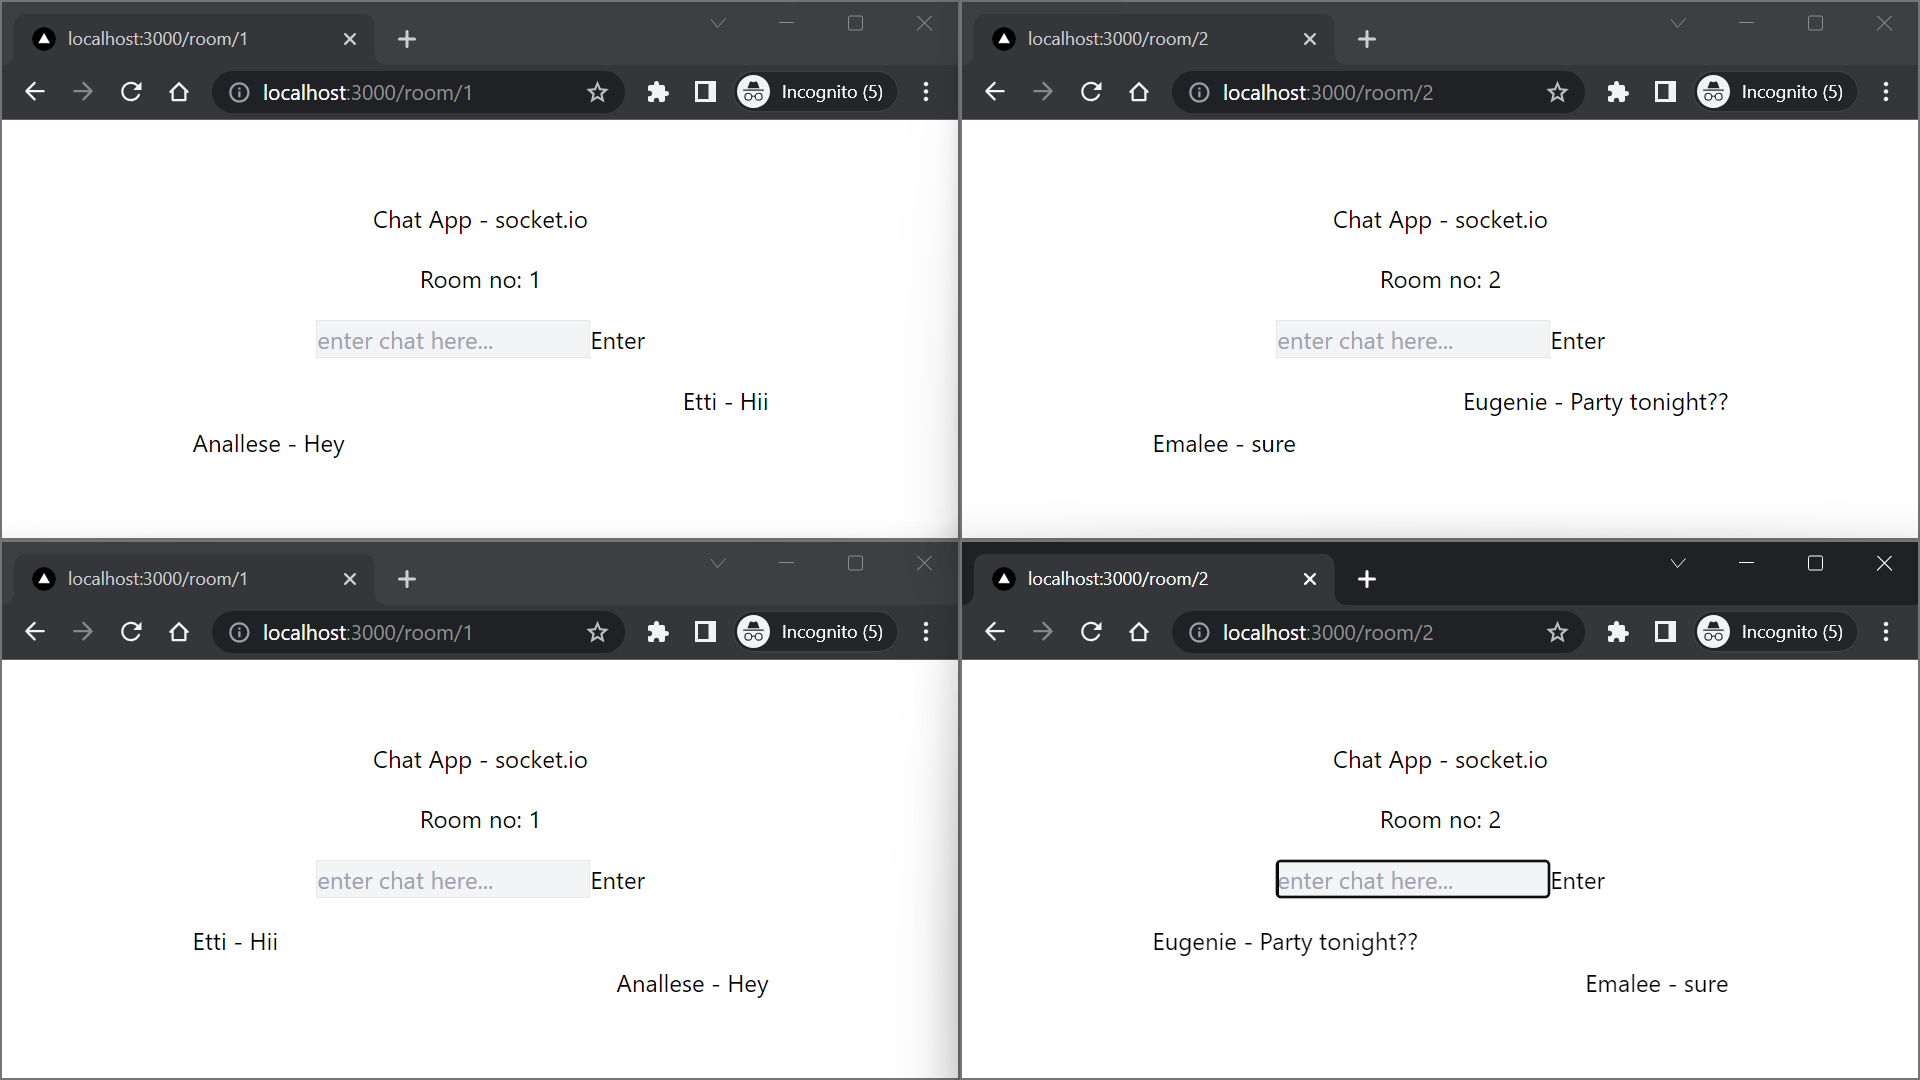 localhost:3000/room/1
localhost:3000/room/1
Incognito (5)
Chat App - socket.io
Room no: 1
enter chat here...
Enter
Etti - Hii
Anallese - Hey
localhost:3000/room/2
localhost:3000/room/2
Incognito (5)
Chat App - socket.io
Room no: 2
enter chat here...
Enter
Eugenie - Party tonight??
Emalee - sure
localhost:3000/room/1
localhost:3000/room/1
Incognito (5)
Chat App - socket.io
Room no: 1
enter chat here...
Enter
Etti - Hii
Anallese - Hey
localhost:3000/room/2
localhost:3000/room/2
Incognito (5)
Chat App - socket.io
Room no: 2
enter chat here...
Enter
Eugenie - Party tonight??
Emalee - sure